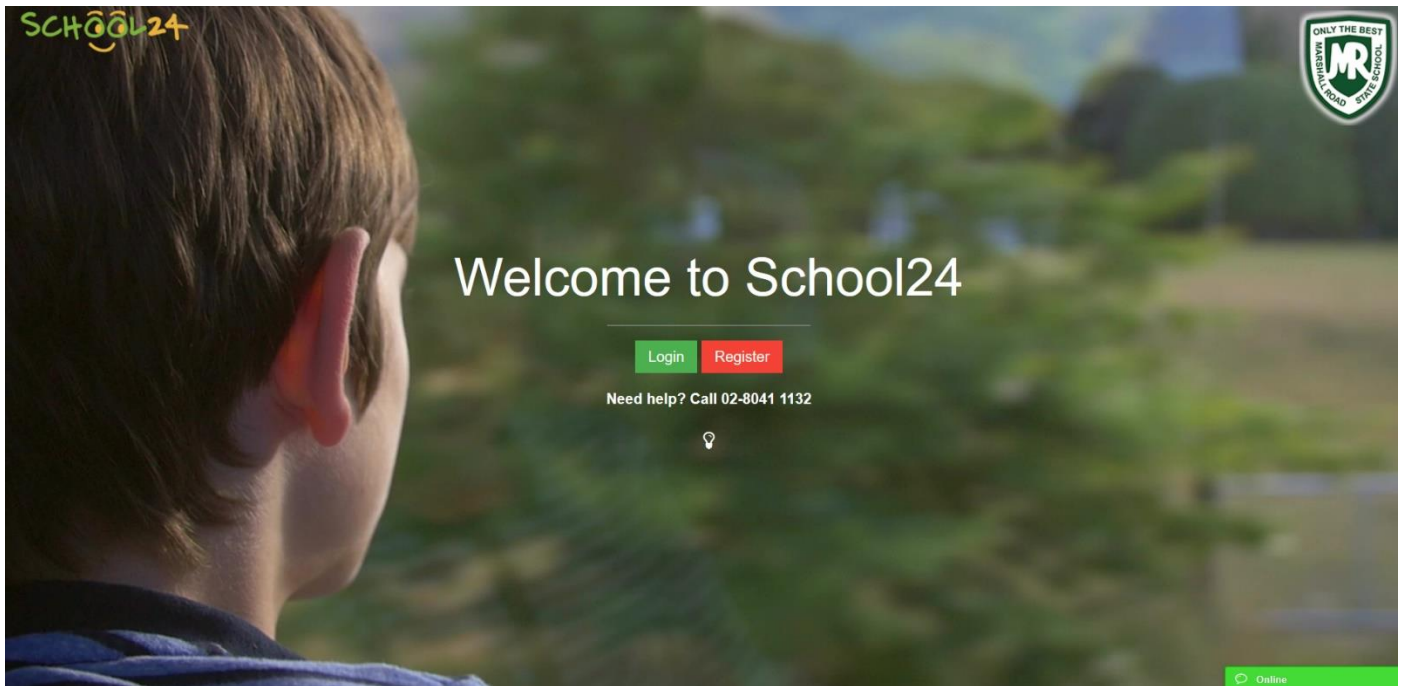 SCHOOL24
ONLY THE BEST
MARSHALL ROAD STATE SCHOOL
MR
Welcome to School24
Login Register
Need help? Call 02-8041 1132
Online